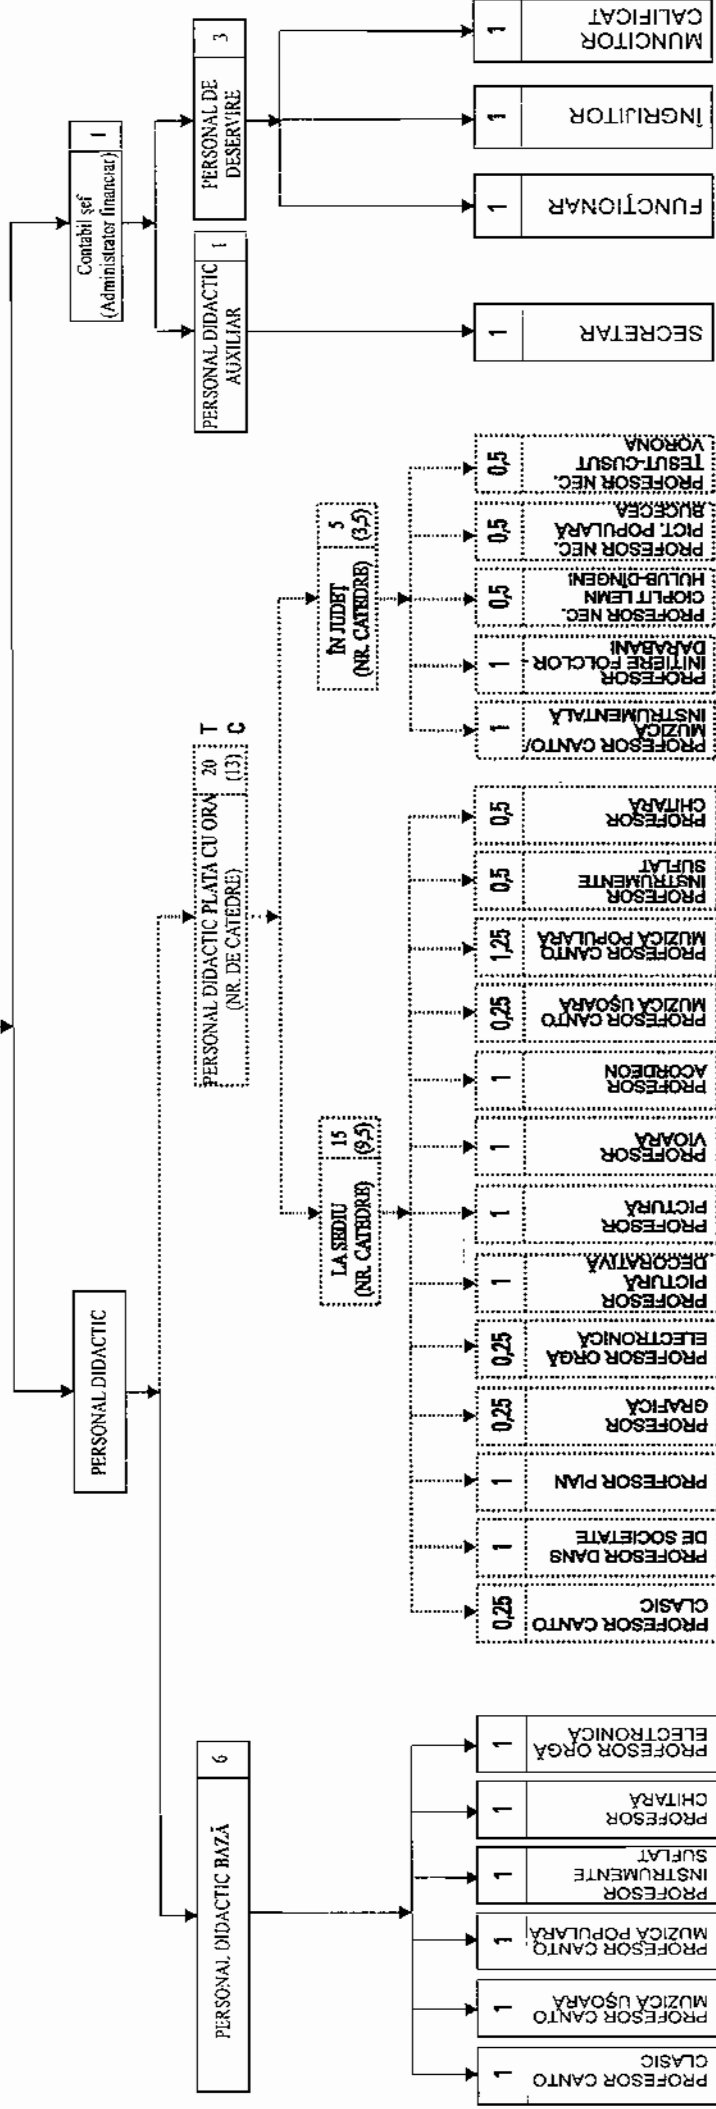 PERSONAL DIDACTIC
Contabil șef
(Administrator financiar)
1
PERSONAL DIDACTIC BAZĂ
6
PERSONAL DIDACTIC PLATA CU ORA
(NR. DE CATEDRE)
20
(13)
T
C
PERSONAL DIDACTIC
AUXILIAR
1
PERSONAL DE
DESERVIRE
3
LA SEDIU
(NR. CATEDRE)
15
(9,5)
ÎN JUDEȚ
(NR. CATEDRE)
5
(3,5)
1
PROFESOR CANTO
CLASIC
1
PROFESOR CANTO
MUZICĂ UȘOARĂ
1
PROFESOR CANTO
MUZICĂ POPULARĂ
1
PROFESOR
INSTRUMENTE
SUFLAT
1
PROFESOR
CHITARĂ
1
PROFESOR ORGĂ
ELECTRONICĂ
0,25
PROFESOR CANTO
CLASIC
1
PROFESOR DANS
DE SOCIETATE
1
PROFESOR PIAN
0,25
PROFESOR
GRAFICĂ
0,25
PROFESOR ORGĂ
ELECTRONICĂ
1
PROFESOR
PICTURĂ
DECORATIVĂ
1
PROFESOR
PICTURĂ
1
PROFESOR
VIOARĂ
1
PROFESOR
ACORDEON
0,25
PROFESOR CANTO
MUZICĂ UȘOARĂ
1,25
PROFESOR CANTO
MUZICĂ POPULARĂ
0,5
PROFESOR
INSTRUMENTE
SUFLAT
0,5
PROFESOR
CHITARĂ
1
PROFESOR CANTO/
MUZICĂ
INSTRUMENTALĂ
1
PROFESOR
INITIERE FOLCLOR -
DARABANI
0,5
PROFESOR NEC.
CIOPLIT LEMN
HULUB-DÎNGENI
0,5
PROFESOR NEC.
PICT. POPULARĂ
BUCECEA
0,5
PROFESOR NEC.
ȚESUT-CUSUT
VORONA
1
SECRETAR
1
FUNCȚIONAR
1
ÎNGRIJITOR
1
MUNCITOR
CALIFICAT